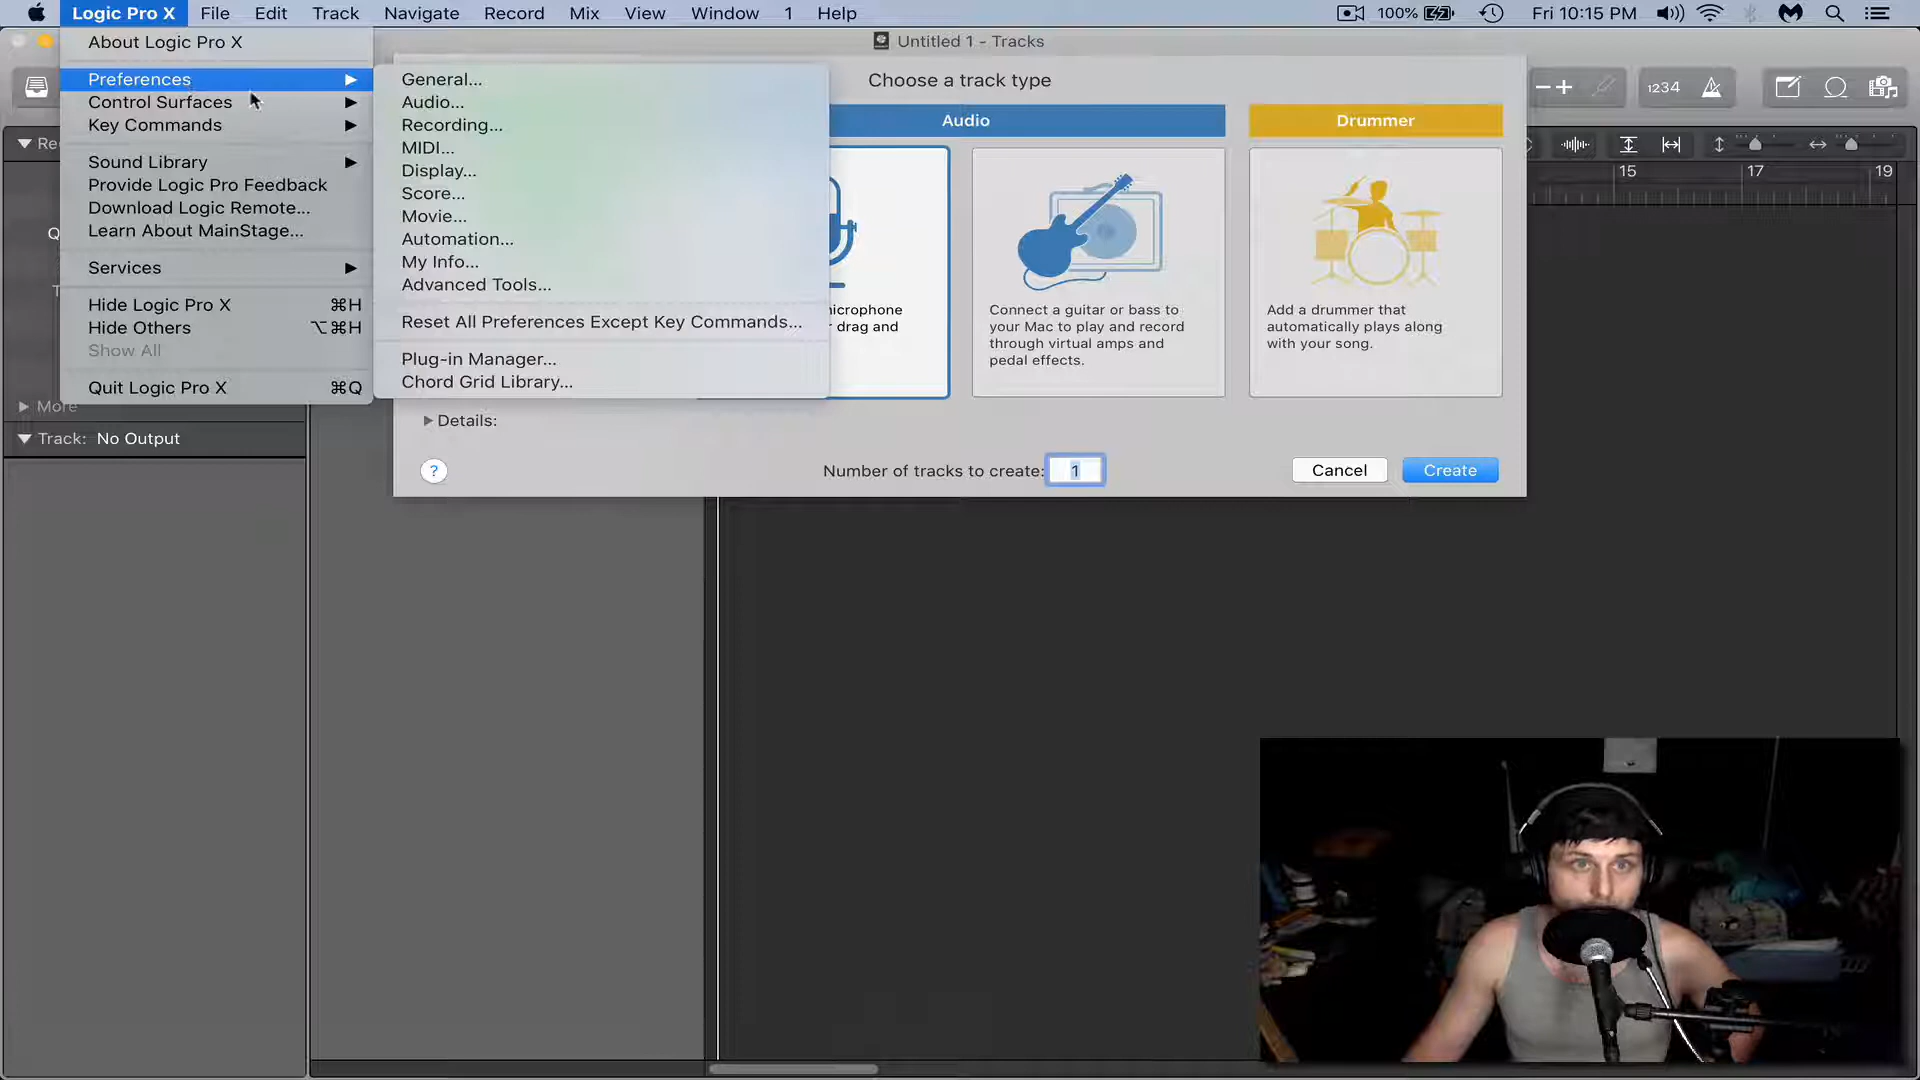 Logic Pro X File Edit Track Navigate Record Mix View Window 1 Help 100% Fri 10:15 PM
Untitled 1 - Tracks
About Logic Pro X
Preferences
Control Surfaces
Key Commands
Sound Library
Provide Logic Pro Feedback
Download Logic Remote...
Learn About MainStage...
Services
Hide Logic Pro X ⌘H
Hide Others ⌥⌘H
Show All
Quit Logic Pro X ⌘Q
General...
Audio...
Recording...
MIDI...
Display...
Score...
Movie...
Automation...
My Info...
Advanced Tools...
Reset All Preferences Except Key Commands...
Plug-in Manager...
Chord Grid Library...
Choose a track type
Audio
Drummer
Connect a guitar or bass to
your Mac to play and record
through virtual amps and
pedal effects.
Add a drummer that
automatically plays along
with your song.
drag and
Details:
?
Number of tracks to create: 1
Cancel
Create
1234
15 17 19
More
Track: No Output